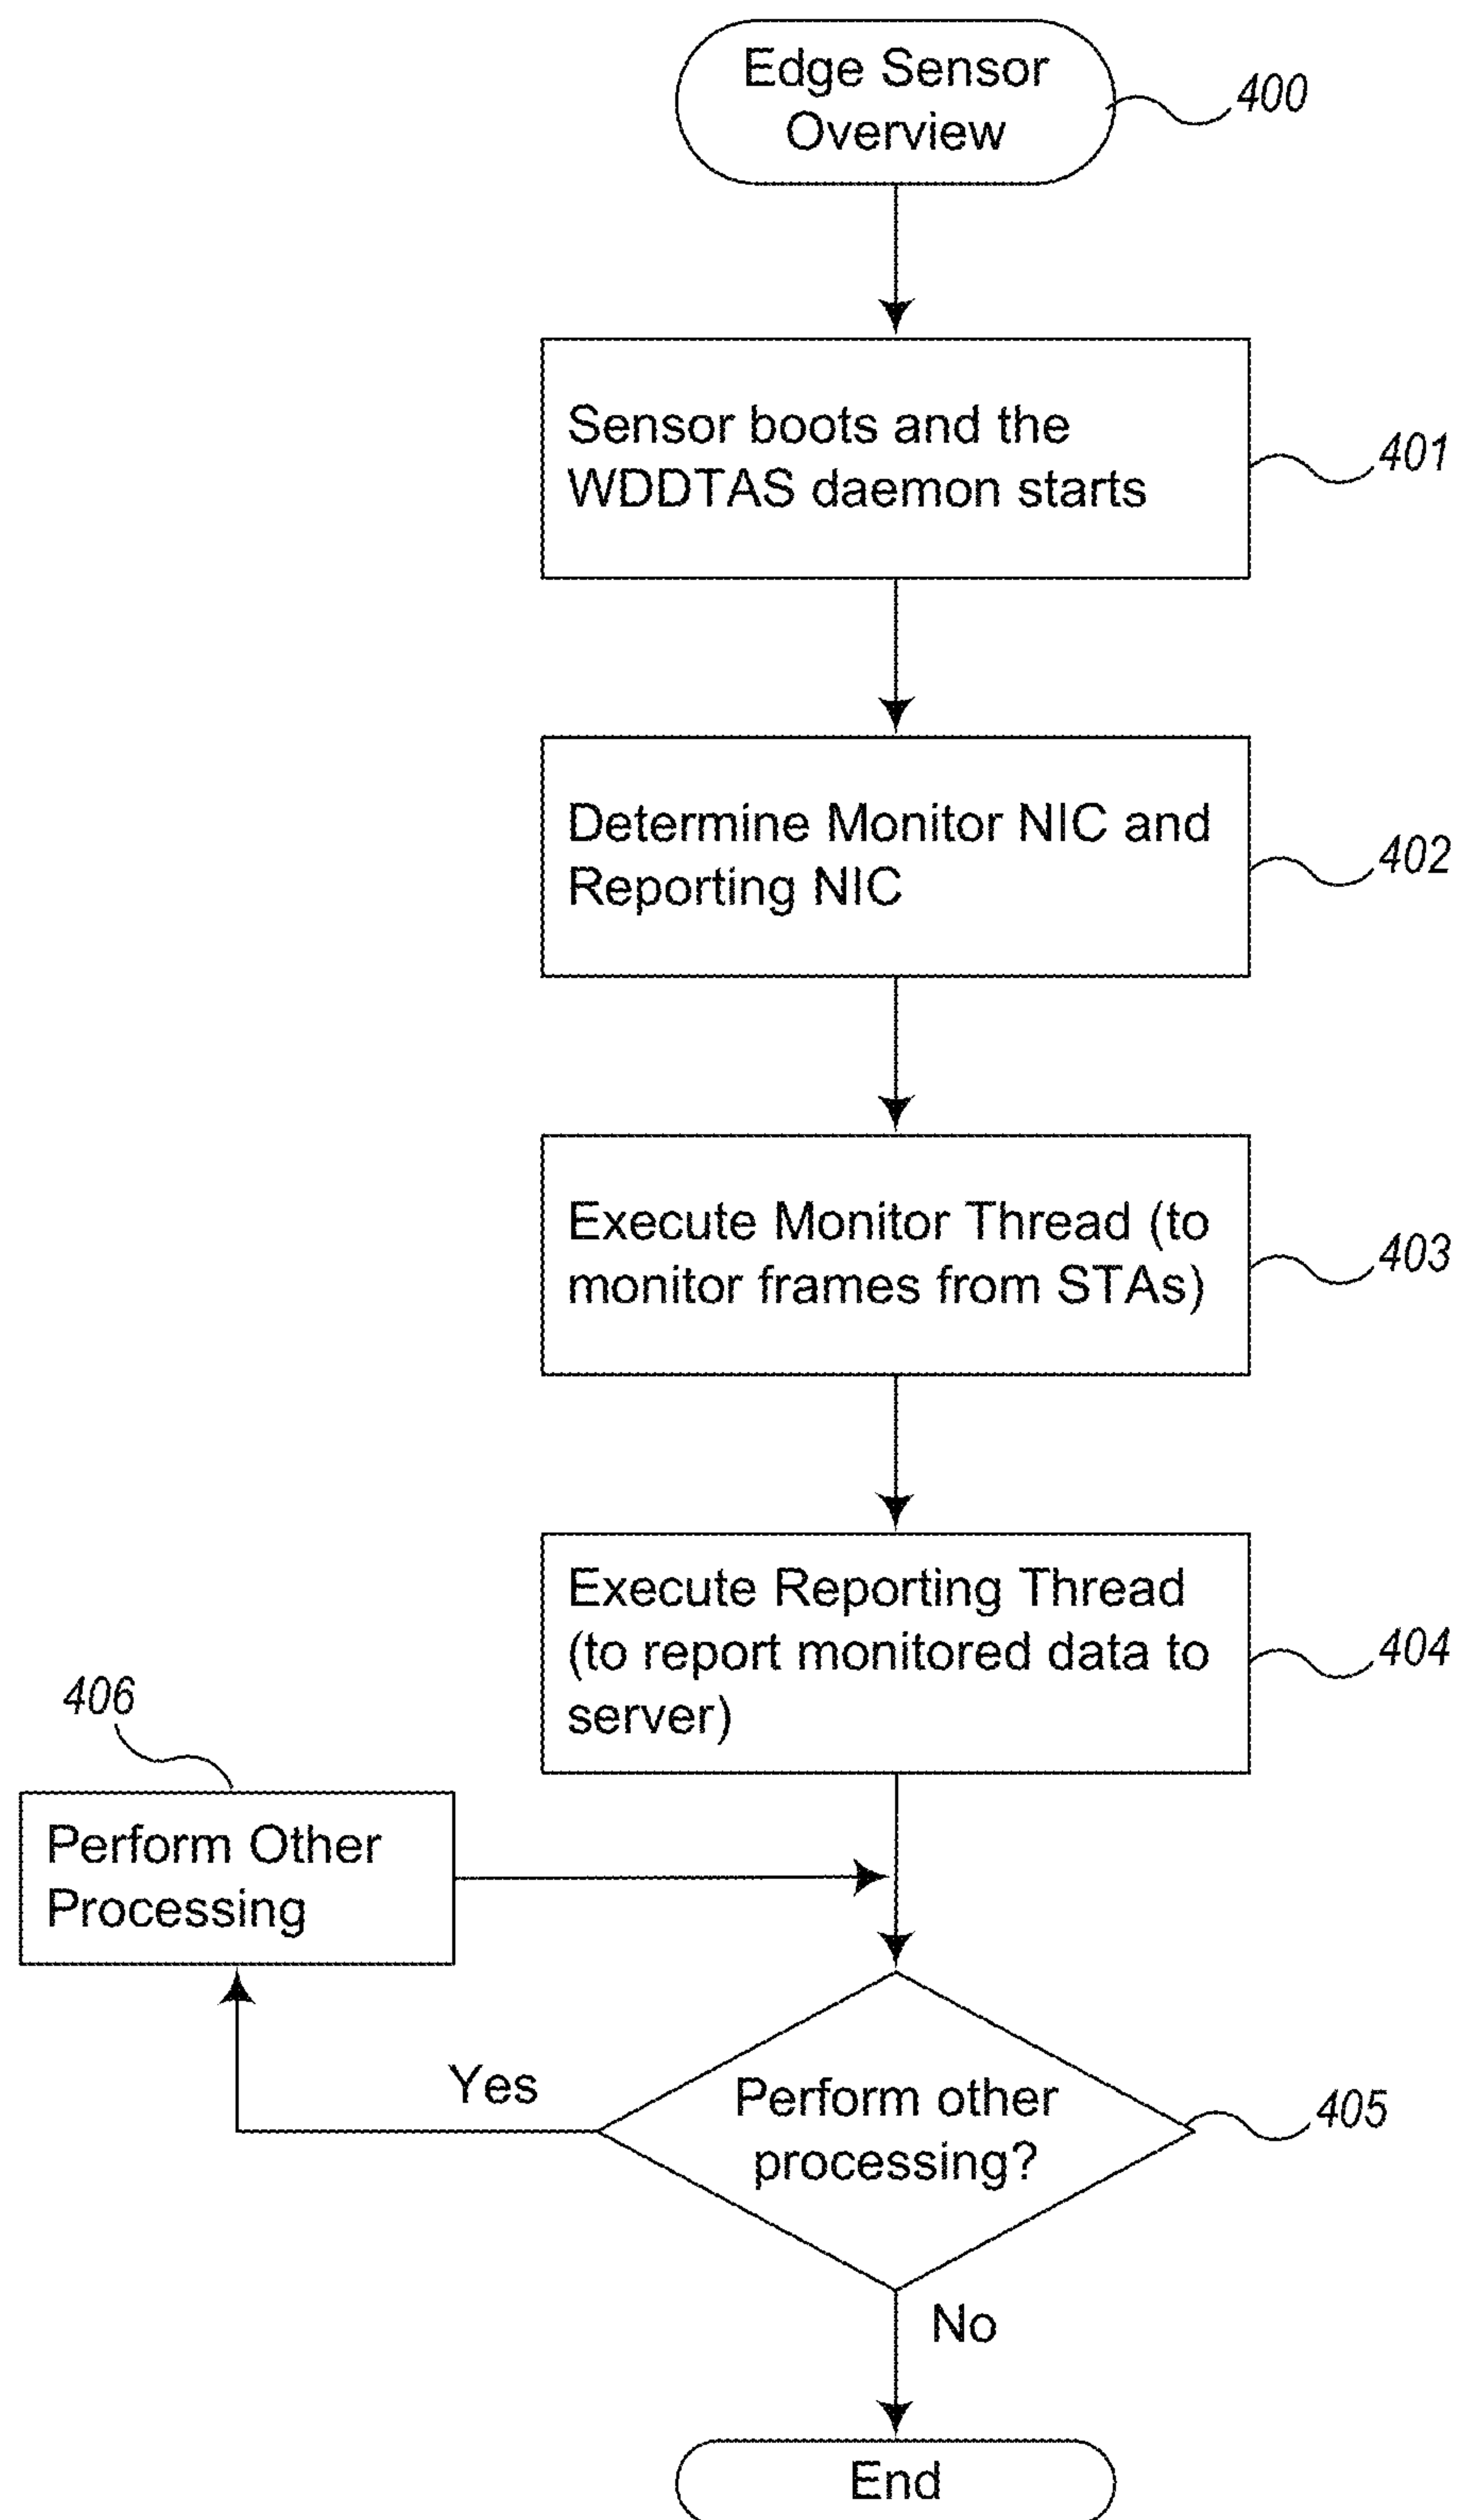 Edge Sensor
Overview
400
Sensor boots and the
WDDTAS daemon starts
401
Determine Monitor NIC and
Reporting NIC
402
Execute Monitor Thread (to
monitor frames from STAs)
403
Execute Reporting Thread
(to report monitored data to
server)
404
406
Perform Other
Processing
Yes
Perform other
processing?
405
No
End